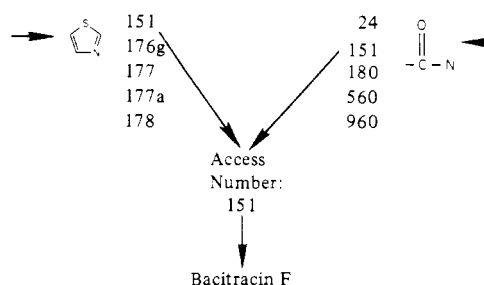 S
N
151
176g
177
177a
178
24
151
180
560
960
O
–C–N
Access
Number:
151
Bacitracin F